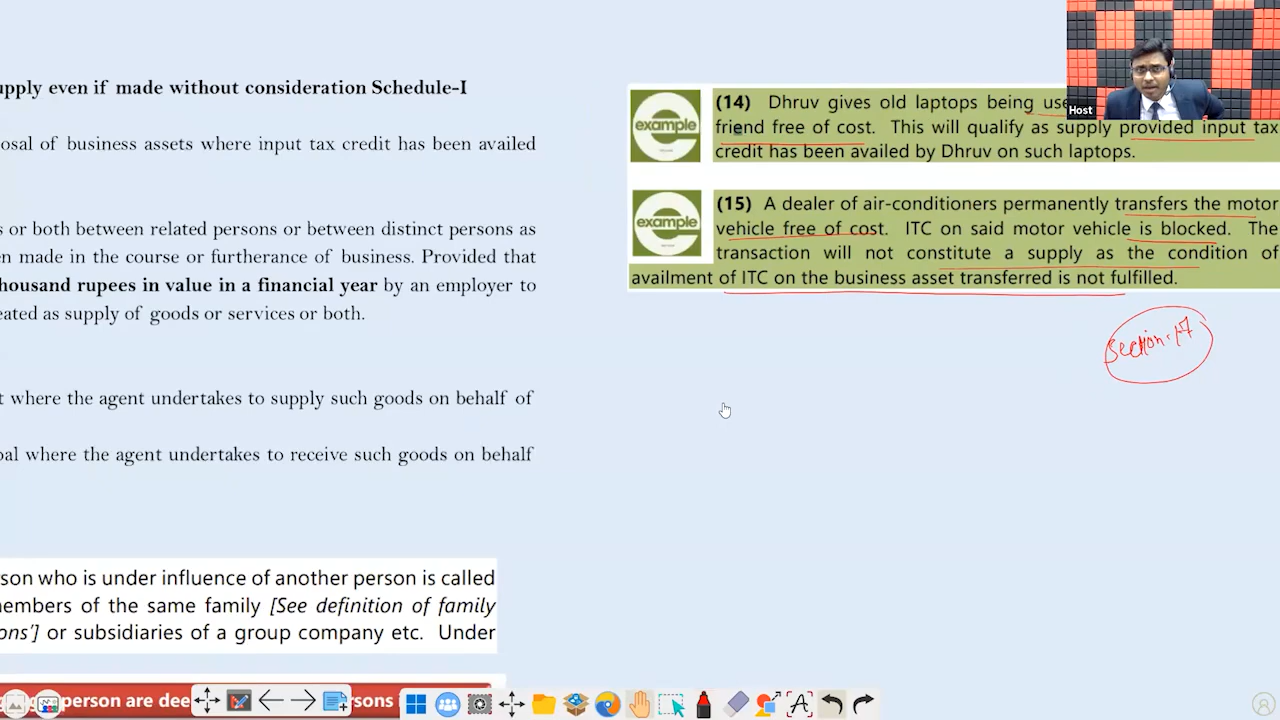 upply even if made without consideration Schedule-I
osal of business assets where input tax credit has been availed
s or both between related persons or between distinct persons as
en made in the course or furtherance of business. Provided that
housand rupees in value in a financial year by an employer to
eated as supply of goods or services or both.
t where the agent undertakes to supply such goods on behalf of
pal where the agent undertakes to receive such goods on behalf
rson who is under influence of another person is called
nembers of the same family [See definition of family
ons'] or subsidiaries of a group company etc. Under
person are dee
rsons i
example
(14) Dhruv gives old laptops being use
friend free of cost. This will qualify as supply provided input tax
credit has been availed by Dhruv on such laptops.
example
(15) A dealer of air-conditioners permanently transfers the motor
vehicle free of cost. ITC on said motor vehicle is blocked. The
transaction will not constitute a supply as the condition of
availment of ITC on the business asset transferred is not fulfilled.
Section-17
Host